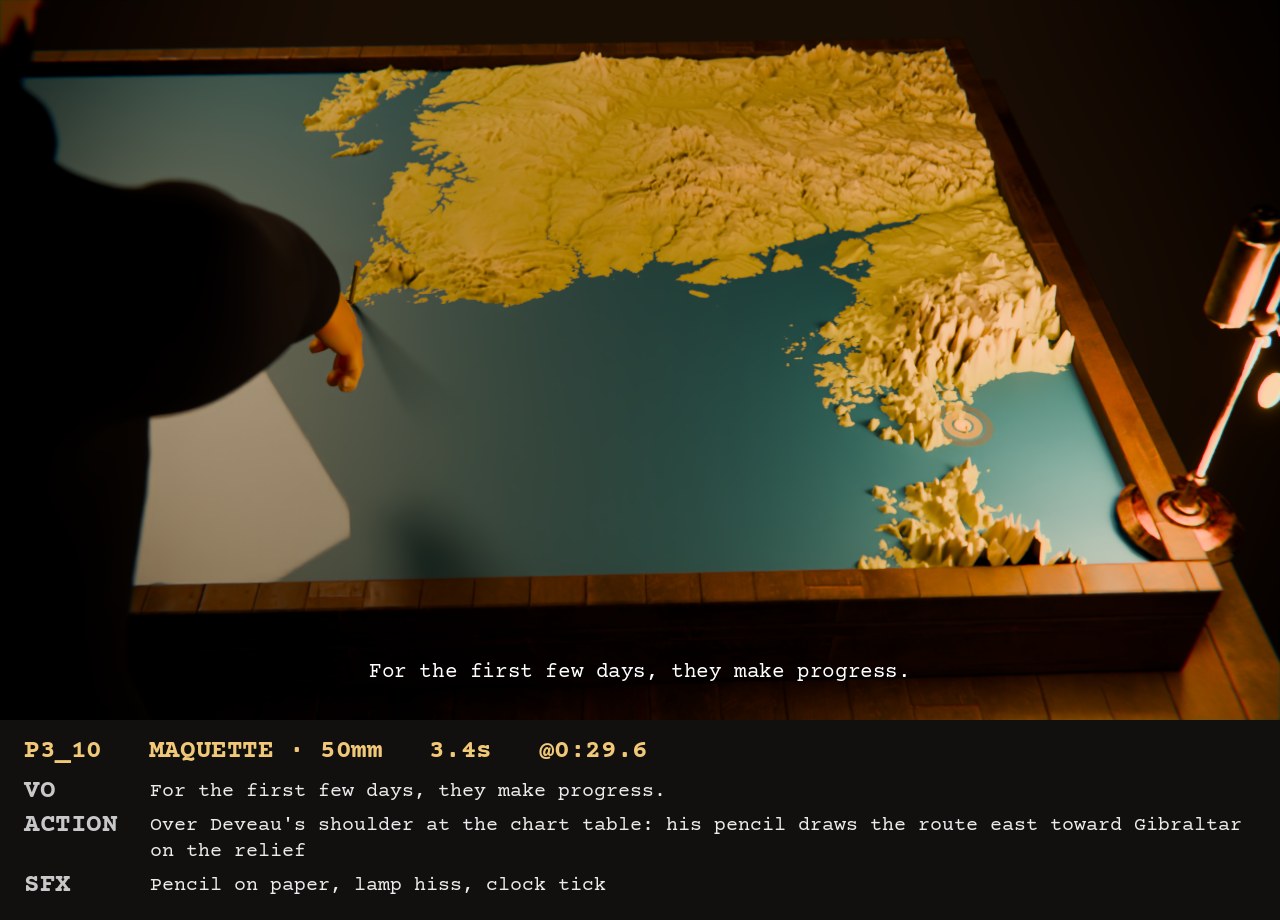 For the first few days, they make progress.
P3_10 MAQUETTE · 50mm 3.4s @0:29.6
VO For the first few days, they make progress.
ACTION Over Deveau's shoulder at the chart table: his pencil draws the route east toward Gibraltar
on the relief
SFX Pencil on paper, lamp hiss, clock tick